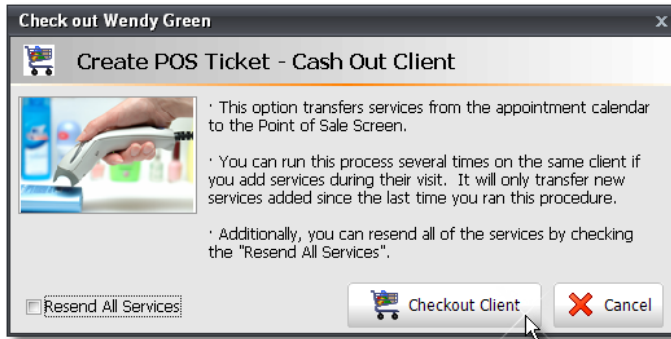 Check out Wendy Green
x
Create POS Ticket - Cash Out Client
· This option transfers services from the appointment calendar
to the Point of Sale Screen.
· You can run this process several times on the same client if
you add services during their visit.  It will only transfer new
services added since the last time you ran this procedure.
· Additionally, you can resend all of the services by checking
the "Resend All Services".
Resend All Services
Checkout Client
Cancel